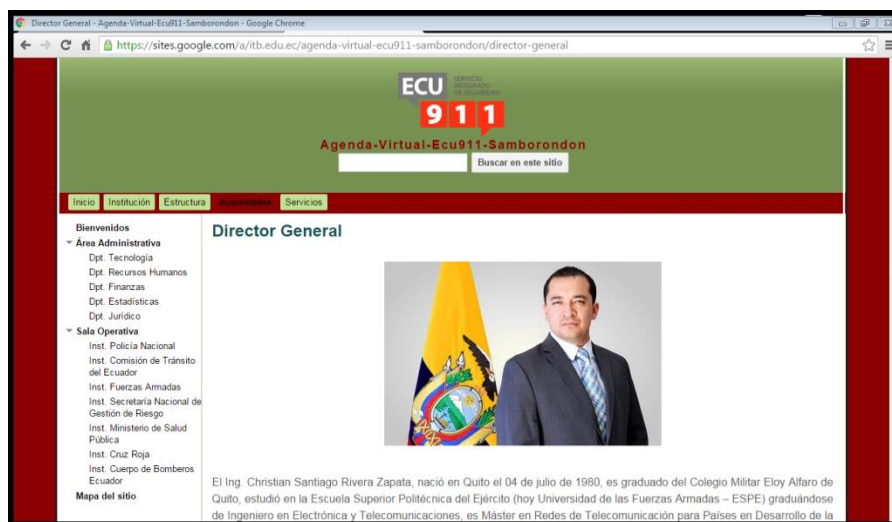 Director General - Agenda-Virtual-Ecu911-Samborondon - Google Chrome
https://sites.google.com/a/itb.edu.ec/agenda-virtual-ecu911-samborondon/director-general
ECU
SERVICIO
INTEGRADO
DE SEGURIDAD
911
Agenda-Virtual-Ecu911-Samborondon
Buscar en este sitio
Inicio Institución Estructura Autoridades Servicios
Bienvenidos
Área Administrativa
Dpt. Tecnología
Dpt. Recursos Humanos
Dpt. Finanzas
Dpt. Estadísticas
Dpt. Jurídico
Sala Operativa
Inst. Policía Nacional
Inst. Comisión de Tránsito
del Ecuador
Inst. Fuerzas Armadas
Inst. Secretaría Nacional de
Gestión de Riesgo
Inst. Ministerio de Salud
Pública
Inst. Cruz Roja
Inst. Cuerpo de Bomberos
Ecuador
Mapa del sitio
Director General
El Ing. Christian Santiago Rivera Zapata, nació en Quito el 04 de julio de 1980, es graduado del Colegio Militar Eloy Alfaro de
Quito, estudió en la Escuela Superior Politécnica del Ejército (hoy Universidad de las Fuerzas Armadas – ESPE) graduándose
de Ingeniero en Electrónica y Telecomunicaciones, es Máster en Redes de Telecomunicación para Países en Desarrollo de la